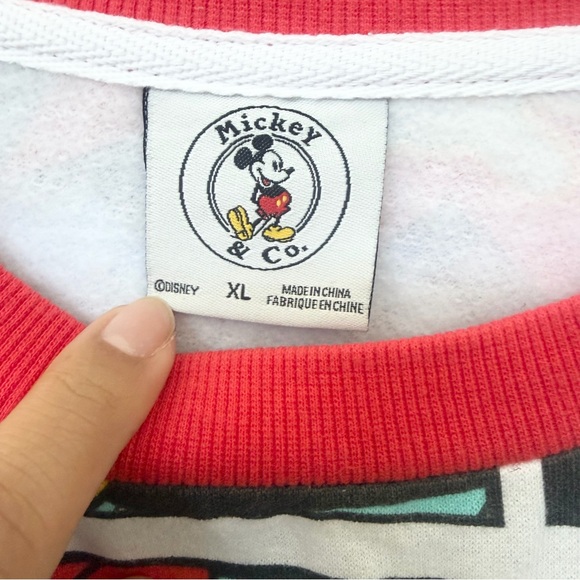 Mickey
& Co.
©DISNEY XL MADE IN CHINA
FABRIQUE EN CHINE